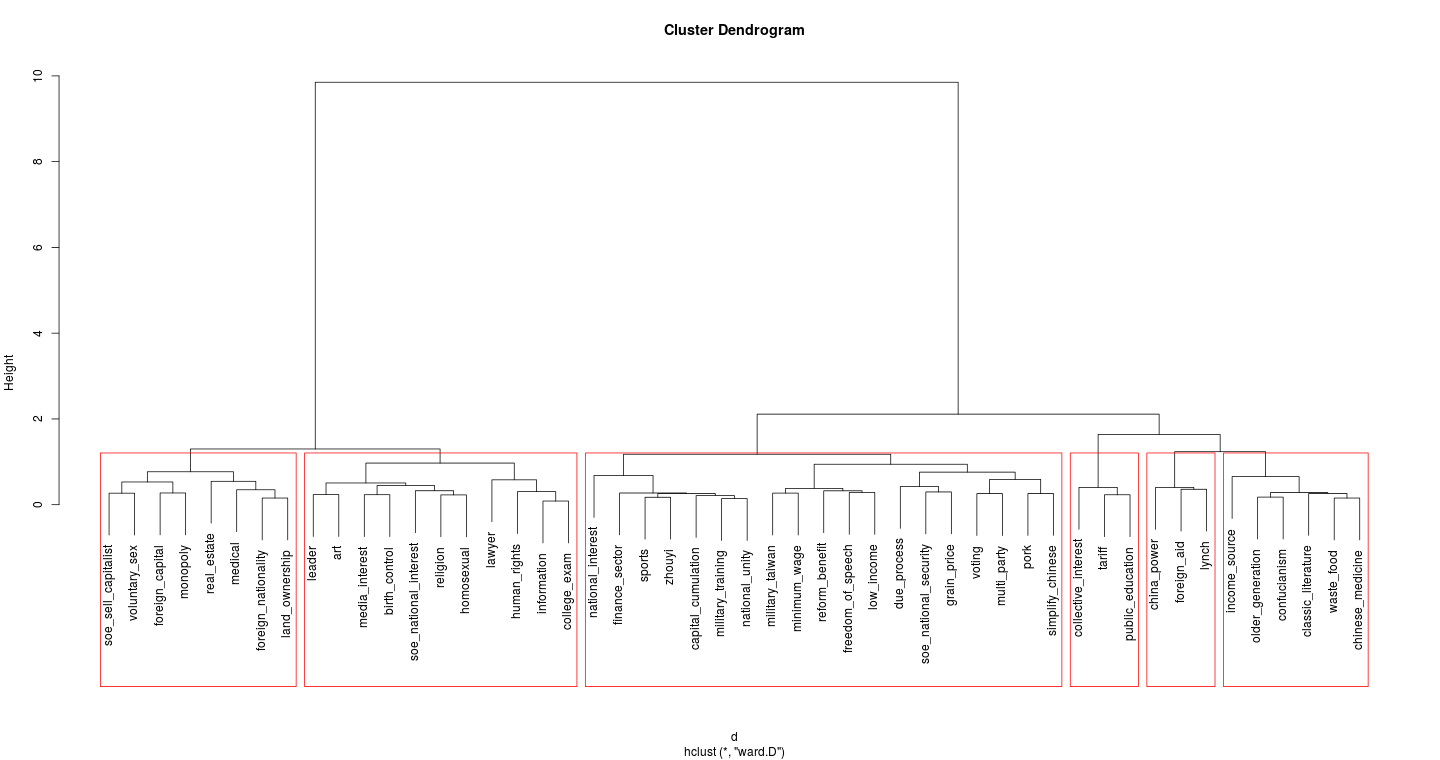 Cluster Dendrogram
Height
0
2
4
6
8
10
soe_sell_capitalist
voluntary_sex
foreign_capital
monopoly
real_estate
medical
foreign_nationality
land_ownership
leader
art
media_interest
birth_control
soe_national_interest
religion
homosexual
lawyer
human_rights
information
college_exam
national_interest
finance_sector
sports
zhouyi
capital_cumulation
military_training
national_unity
military_taiwan
minimum_wage
reform_benefit
freedom_of_speech
low_income
due_process
soe_national_security
grain_price
voting
multi_party
pork
simplify_chinese
collective_interest
tariff
public_education
china_power
foreign_aid
lynch
income_source
older_generation
confucianism
classic_literature
waste_food
chinese_medicine
d
hclust (*, "ward.D")